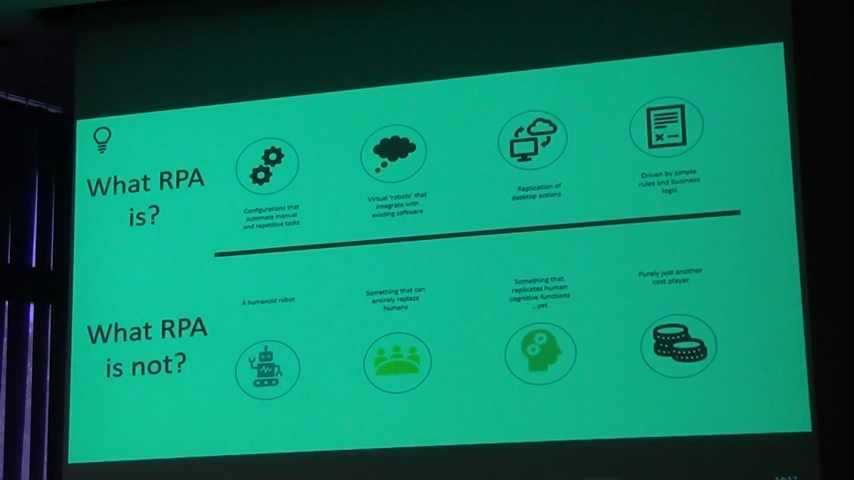 What RPA
is?
Configurations that
automate manual
and repetitive tasks
Virtual 'robots' that
integrate with
existing software
Replication of
desktop actions
Driven by simple
rules and business
logic
What RPA
is not?
A humanoid robot
Something that can
entirely replace
humans
Something that
replicates human
cognitive functions
...yet
Purely just another
cost player